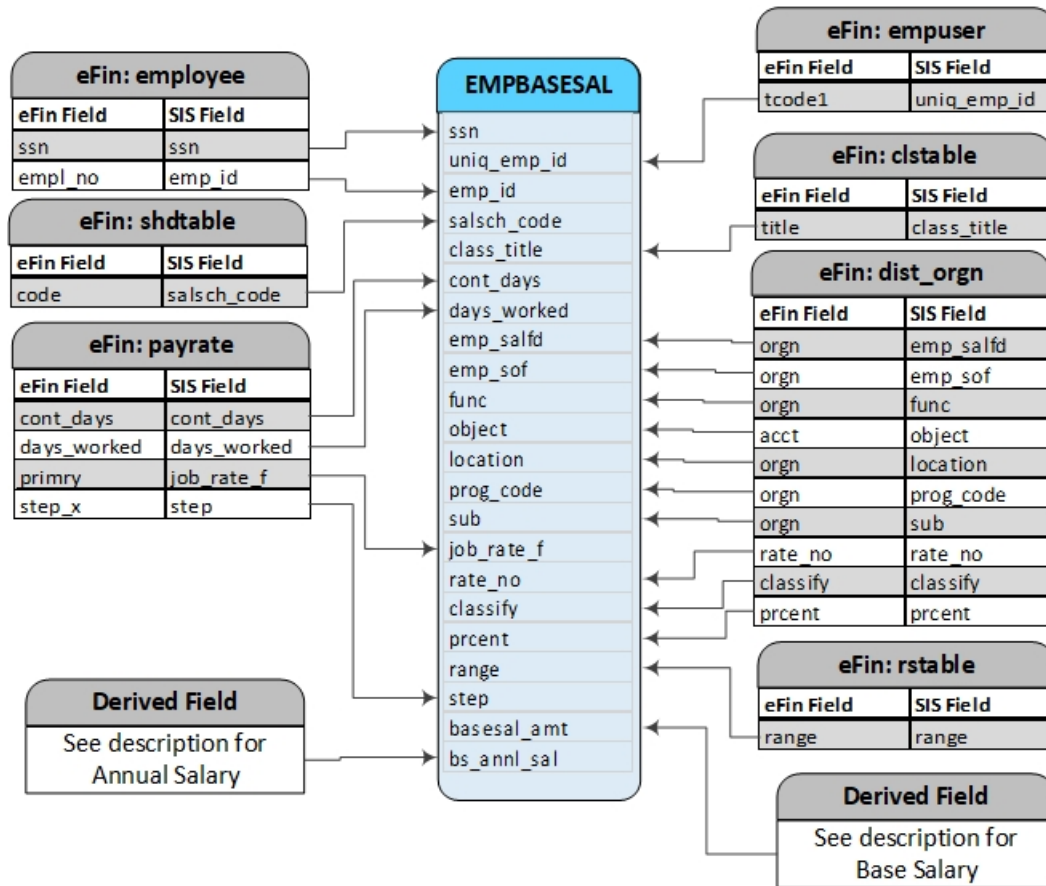 eFin: employee
eFin Field SIS Field
ssn ssn
empl_no emp_id
eFin: shdtable
eFin Field SIS Field
code salsch_code
eFin: payrate
eFin Field SIS Field
cont_days cont_days
days_worked days_worked
primry job_rate_f
step_x step
Derived Field
See description for
Annual Salary
EMPBASESAL
ssn
uniq_emp_id
emp_id
salsch_code
class_title
cont_days
days_worked
emp_salfd
emp_sof
func
object
location
prog_code
sub
job_rate_f
rate_no
classify
prcent
range
step
basesal_amt
bs_annl_sal
eFin: empuser
eFin Field SIS Field
tcode1 uniq_emp_id
eFin: clstable
eFin Field SIS Field
title class_title
eFin: dist_orgn
eFin Field SIS Field
orgn emp_salfd
orgn emp_sof
orgn func
acct object
orgn location
orgn prog_code
orgn sub
rate_no rate_no
classify classify
prcent prcent
eFin: rstable
eFin Field SIS Field
range range
Derived Field
See description for
Base Salary